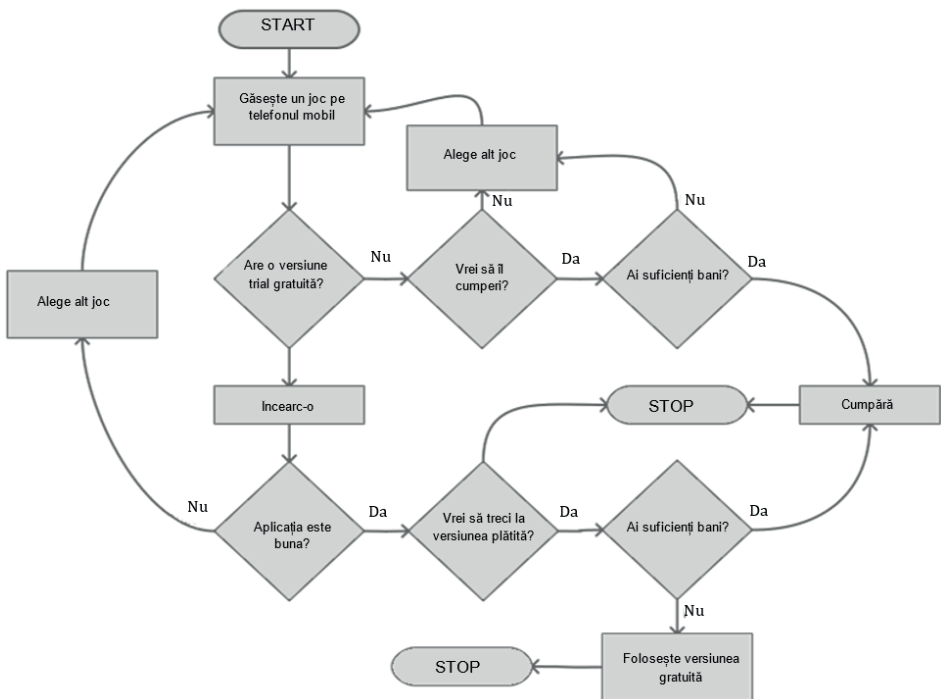 START
Găsește un joc pe
telefonul mobil
Alege alt joc
Nu
Nu
Are o versiune
trial gratuită?
Nu
Vrei să îl
cumperi?
Da
Ai suficienți bani?
Da
Alege alt joc
Incearc-o
STOP
Cumpără
Nu
Aplicația este
buna?
Da
Vrei să treci la
versiunea plătită?
Da
Ai suficienți bani?
Da
Nu
STOP
Folosește versiunea
gratuită